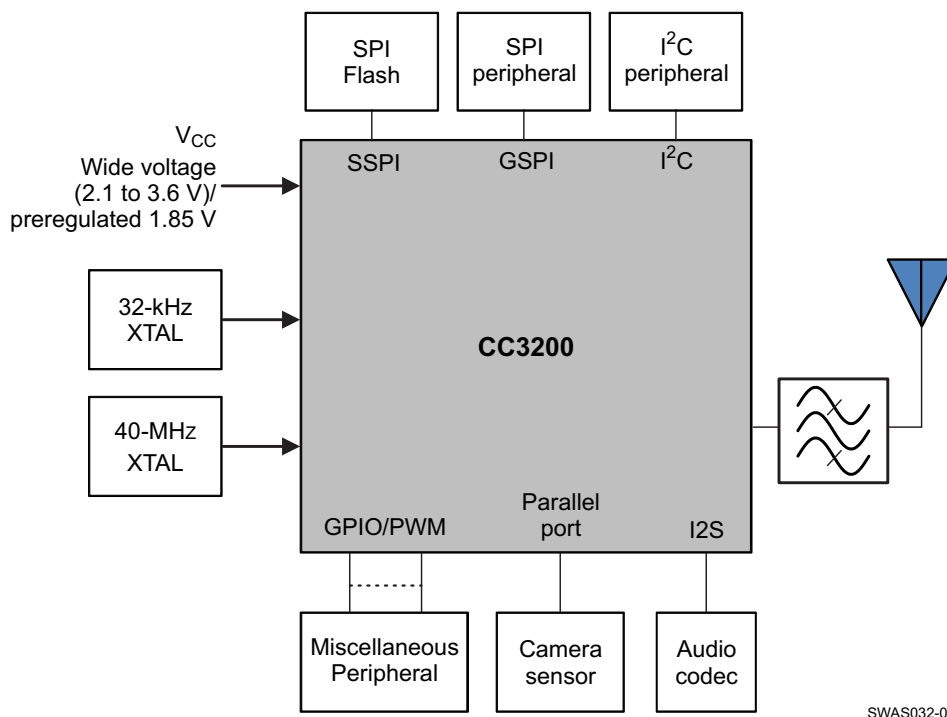 SPI
Flash
SPI
peripheral
I²C
peripheral
V_CC
Wide voltage
(2.1 to 3.6 V)/
preregulated 1.85 V
SSPI
GSPI
I²C
32-kHz
XTAL
CC3200
40-MHz
XTAL
GPIO/PWM
Parallel
port
I2S
Miscellaneous
Peripheral
Camera
sensor
Audio
codec
SWAS032-0